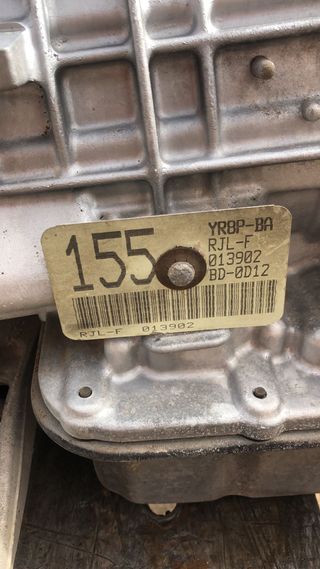 155
YR8P-BA
RJL-F
013902
BD-0D12
RJL-F 013902